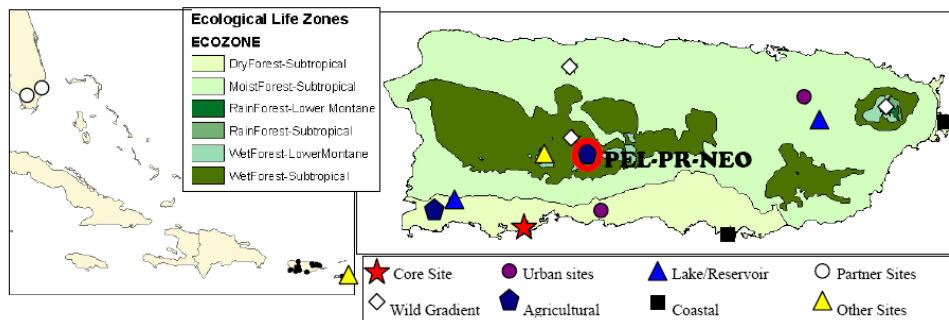 Ecological Life Zones
ECOZONE
DryForest-Subtropical
MoistForest-Subtropical
RainForest-Lower Montane
RainForest-Subtropical
WetForest-LowerMontane
WetForest-Subtropical
PEL-PR-NEO
Core Site
Urban sites
Lake/Reservoir
Partner Sites
Wild Gradient
Agricultural
Coastal
Other Sites